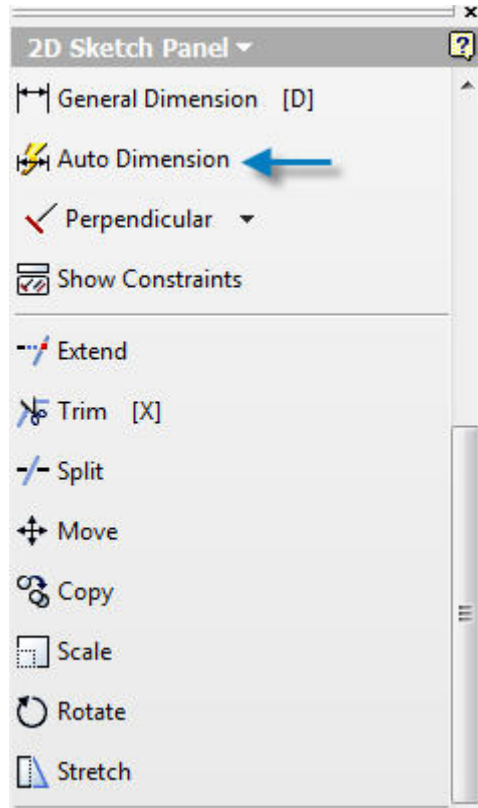 2D Sketch Panel
General Dimension [D]
Auto Dimension
Perpendicular
Show Constraints
Extend
Trim [X]
Split
Move
Copy
Scale
Rotate
Stretch